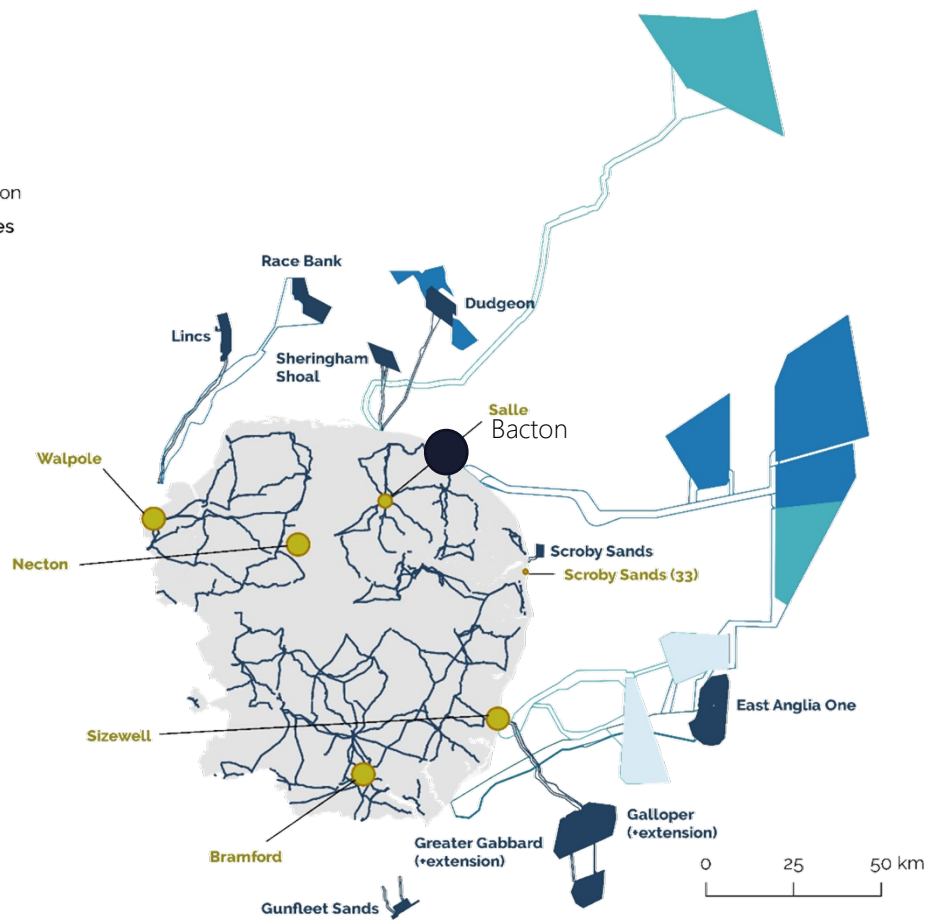 on
es
Race Bank
Dudgeon
Lincs
Sheringham
Shoal
Salle
Bacton
Walpole
Scroby Sands
Necton
Scroby Sands (33)
East Anglia One
Sizewell
Galloper
(+extension)
Greater Gabbard
(+extension)
Bramford
0 25 50 km
Gunfleet Sands